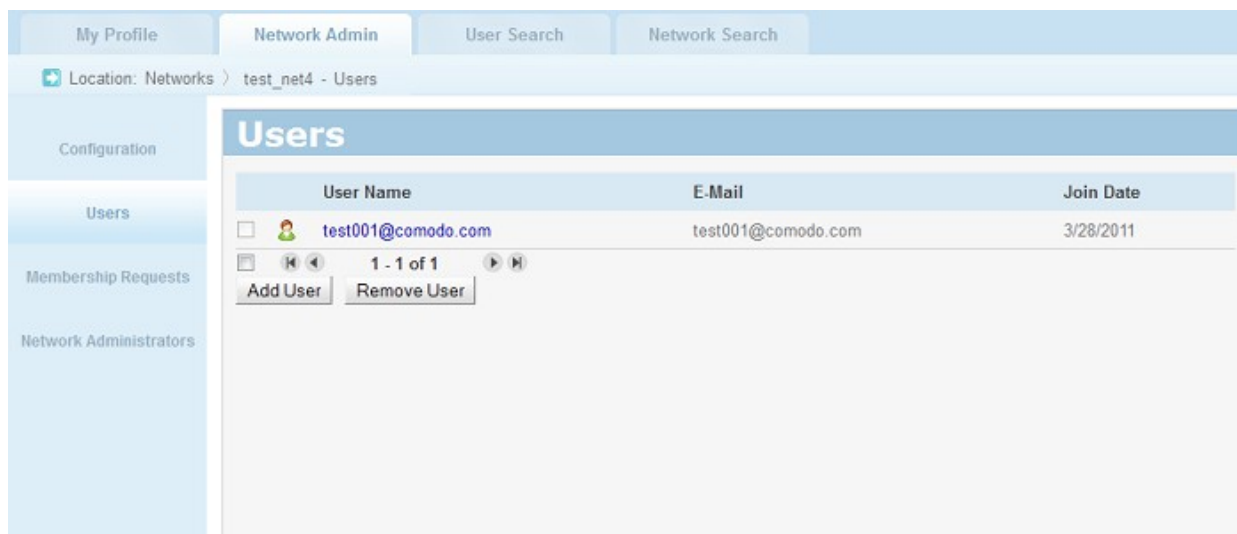 My Profile Network Admin User Search Network Search
Location: Networks 〉 test_net4 - Users
Configuration
Users
Membership Requests
Network Administrators
Users
User Name E-Mail Join Date
test001@comodo.com test001@comodo.com 3/28/2011
1 - 1 of 1
Add User Remove User